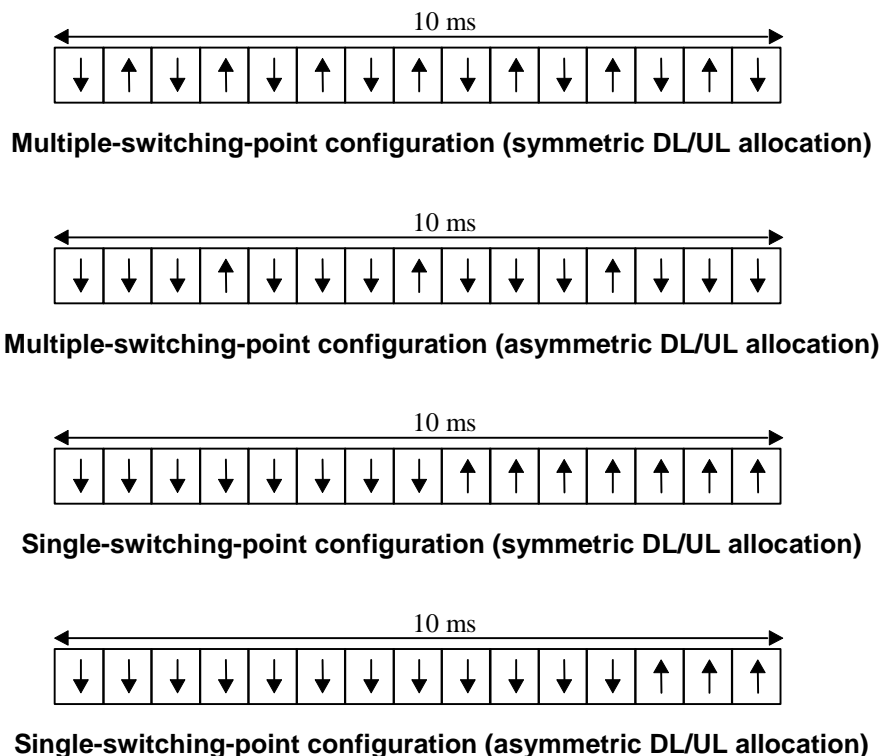 10 ms
Multiple-switching-point configuration (symmetric DL/UL allocation)
10 ms
Multiple-switching-point configuration (asymmetric DL/UL allocation)
10 ms
Single-switching-point configuration (symmetric DL/UL allocation)
10 ms
Single-switching-point configuration (asymmetric DL/UL allocation)